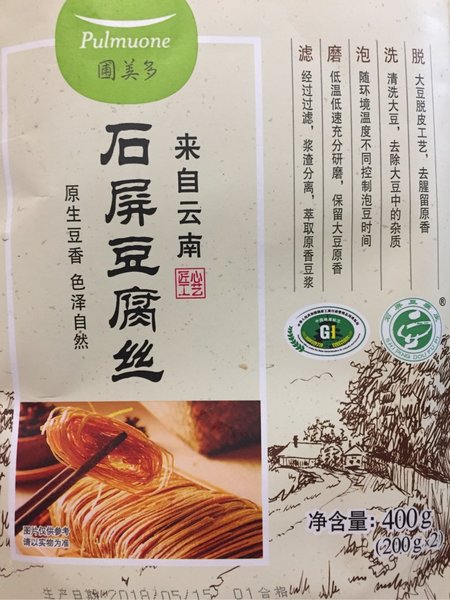 Pulmuone
圃美多
来自云南
匠心
工艺
石屏豆腐丝
原生豆香 色泽自然
脱 大豆脱皮工艺，去腥留原香
洗 清洗大豆，去除大豆中的杂质
泡 随环境温度不同控制泡豆时间
磨 低温低速充分研磨，保留大豆原香
滤 经过过滤，浆渣分离，萃取原香豆浆
GI
®
图片仅供参考
请以实物为准
净含量：400g
(200g×2)
生产日期 2018/05/15 01合格